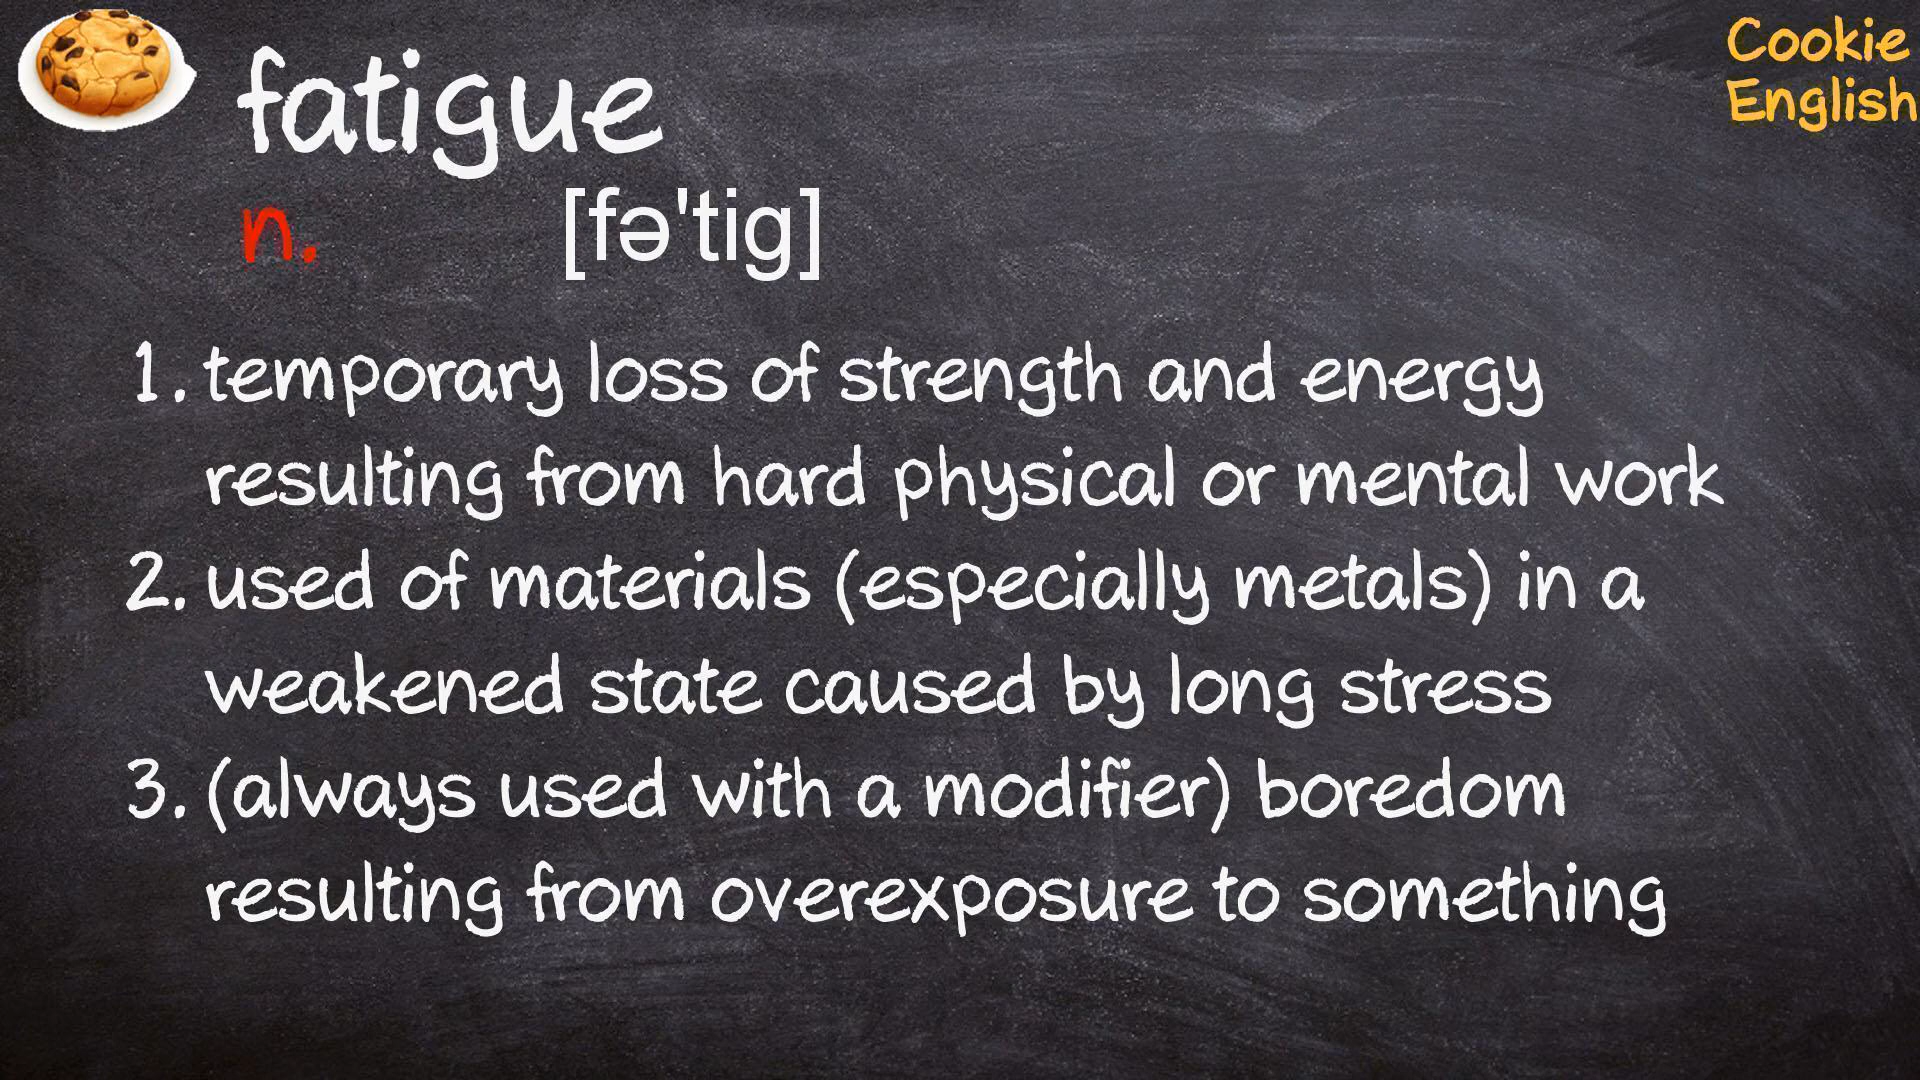 Cookie
English
fatigue
n. [fə'tig]
1. temporary loss of strength and energy
resulting from hard physical or mental work
2. used of materials (especially metals) in a
weakened state caused by long stress
3. (always used with a modifier) boredom
resulting from overexposure to something